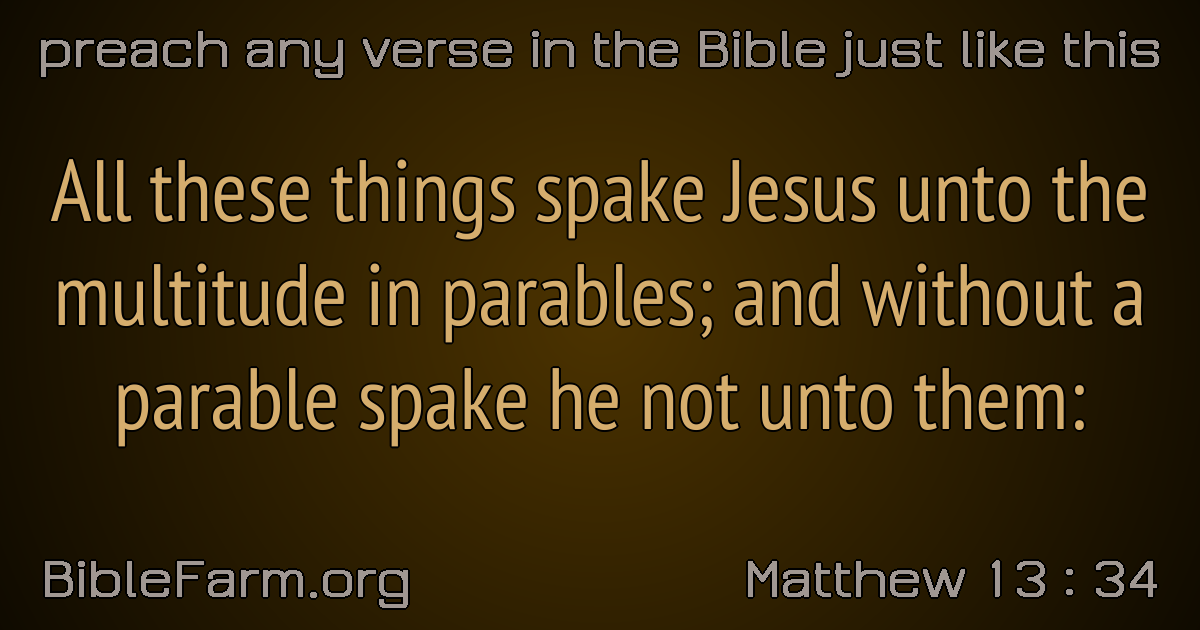 preach any verse in the Bible just like this
All these things spake Jesus unto the
multitude in parables; and without a
parable spake he not unto them:
BibleFarm.org
Matthew 13 : 34